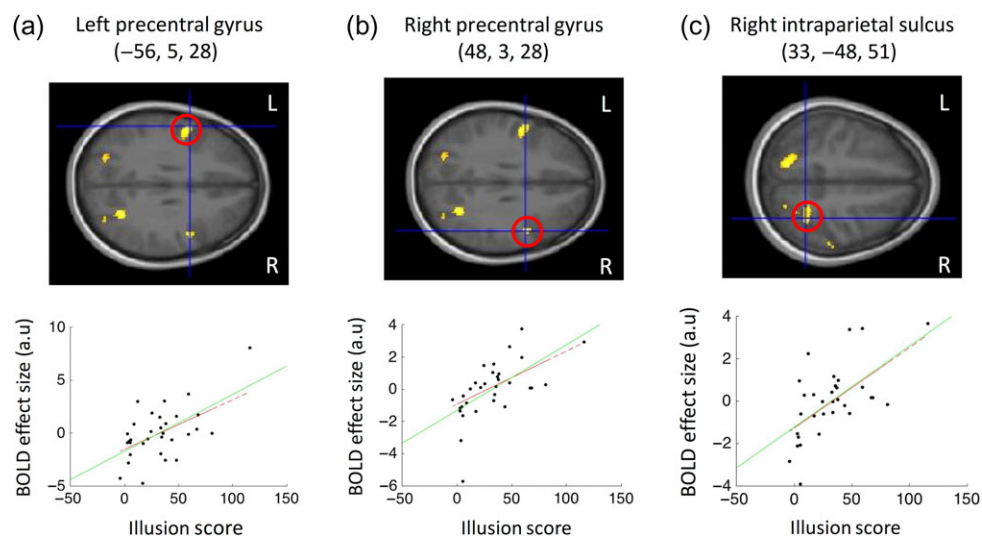 (a) Left precentral gyrus
(−56, 5, 28)
L
R
10
5
0
−5
−50 0 50 100 150
BOLD effect size (a.u)
Illusion score
(b) Right precentral gyrus
(48, 3, 28)
L
R
4
2
0
−2
−4
−6
−50 0 50 100 150
BOLD effect size (a.u)
Illusion score
(c) Right intraparietal sulcus
(33, −48, 51)
L
R
4
2
0
−2
−4
−50 0 50 100 150
BOLD effect size (a.u)
Illusion score